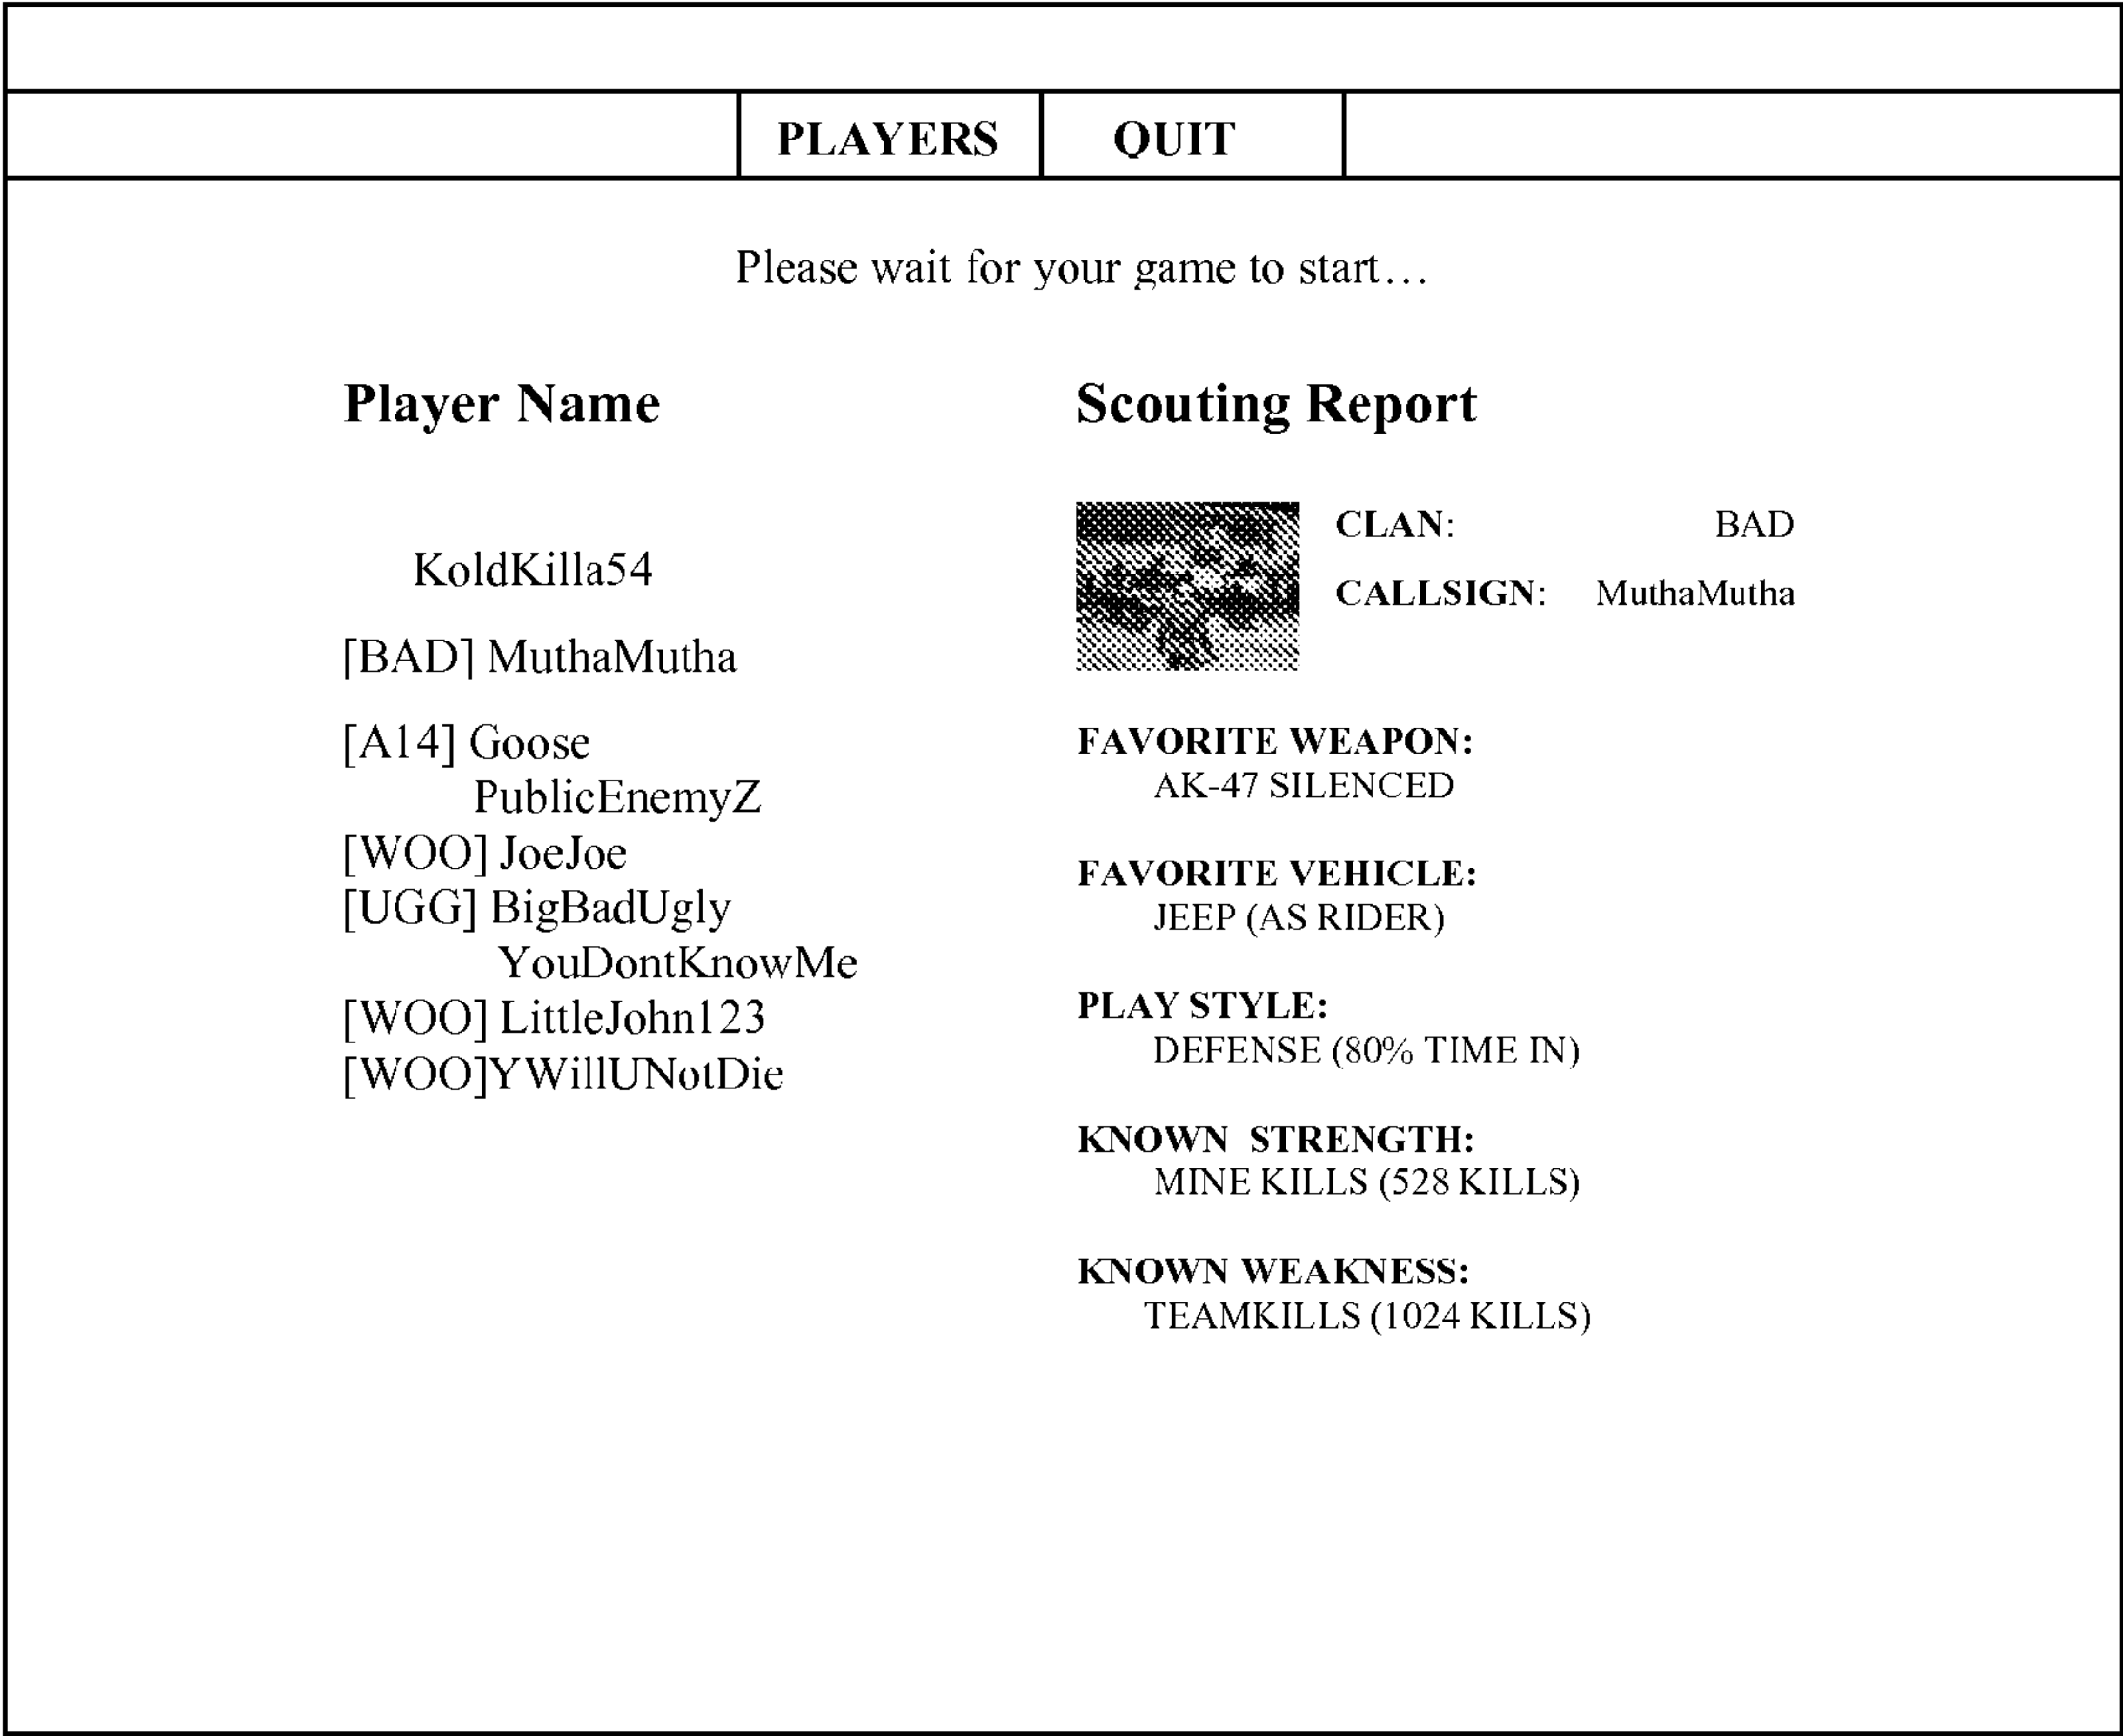 PLAYERS QUIT
Please wait for your game to start...
Player Name
KoldKilla54
[BAD] MuthaMutha
[A14] Goose
PublicEnemyZ
[WOO] JoeJoe
[UGG] BigBadUgly
YouDontKnowMe
[WOO] LittleJohn123
[WOO]YWillUNotDie
Scouting Report
CLAN: BAD
CALLSIGN: MuthaMutha
FAVORITE WEAPON:
AK-47 SILENCED
FAVORITE VEHICLE:
JEEP (AS RIDER)
PLAY STYLE:
DEFENSE (80% TIME IN)
KNOWN STRENGTH:
MINE KILLS (528 KILLS)
KNOWN WEAKNESS:
TEAMKILLS (1024 KILLS)